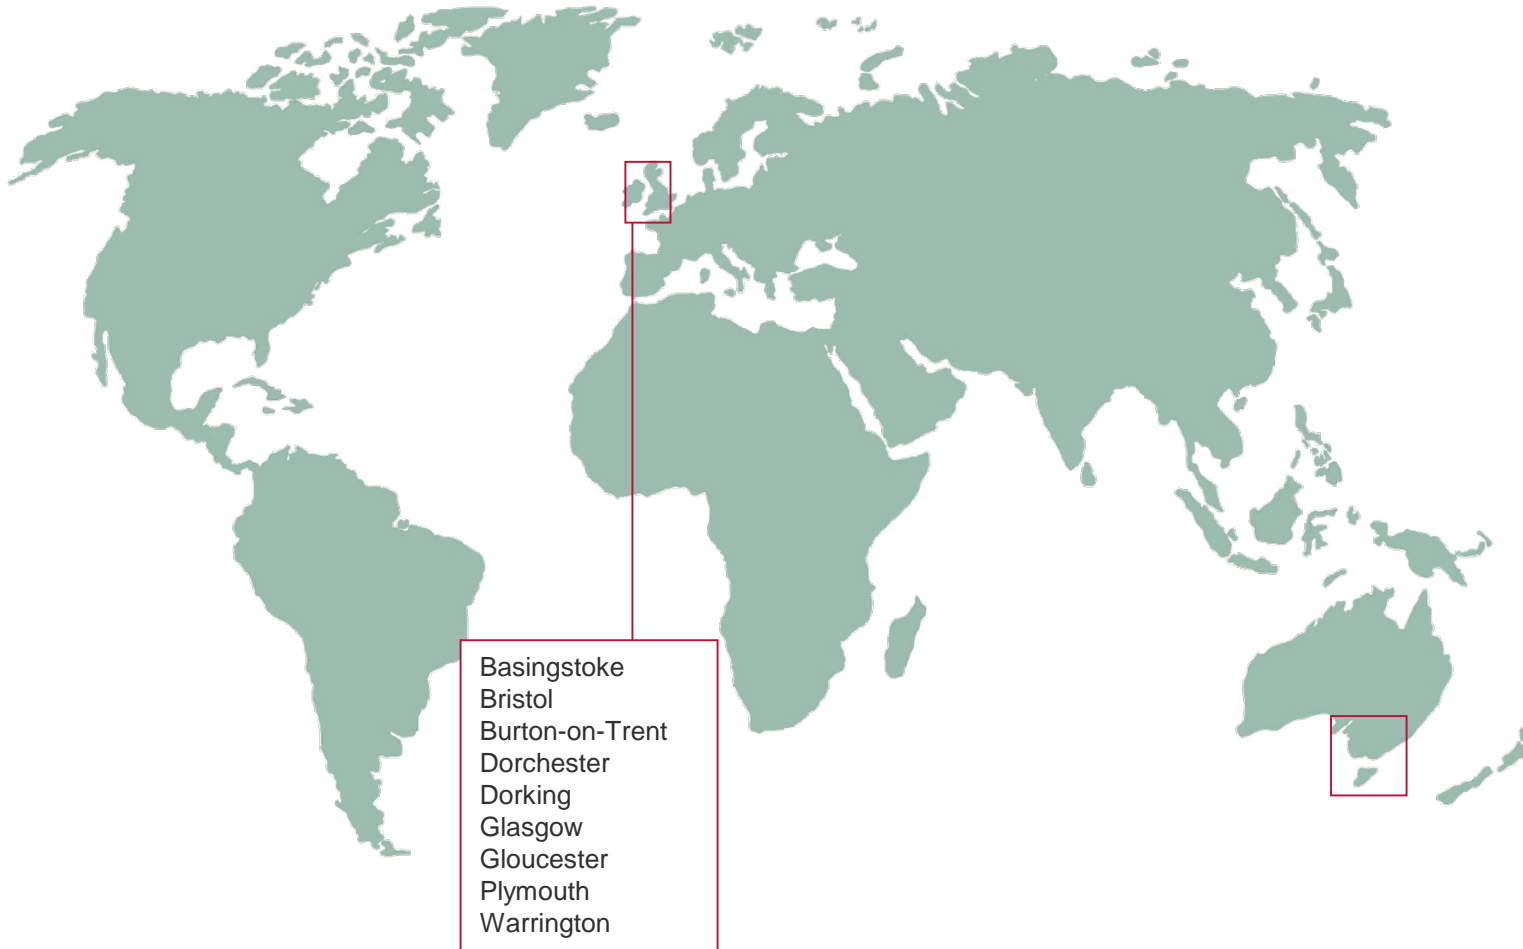 Basingstoke
Bristol
Burton-on-Trent
Dorchester
Dorking
Glasgow
Gloucester
Plymouth
Warrington